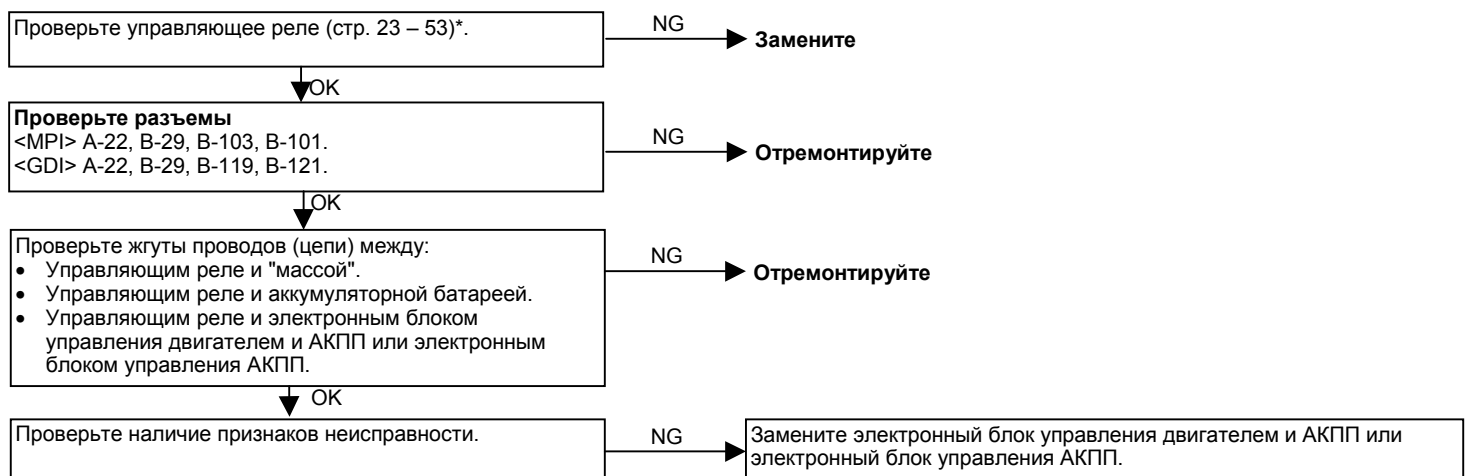 Проверьте управляющее реле (стр. 23 – 53)*.
NG
Замените
OK
Проверьте разъемы
<MPI> A-22, B-29, B-103, B-101.
<GDI> A-22, B-29, B-119, B-121.
NG
Отремонтируйте
OK
Проверьте жгуты проводов (цепи) между:
• Управляющим реле и "массой".
• Управляющим реле и аккумуляторной батареей.
• Управляющим реле и электронным блоком
управления двигателем и АКПП или электронным
блоком управления АКПП.
NG
Отремонтируйте
OK
Проверьте наличие признаков неисправности.
NG
Замените электронный блок управления двигателем и АКПП или
электронный блок управления АКПП.